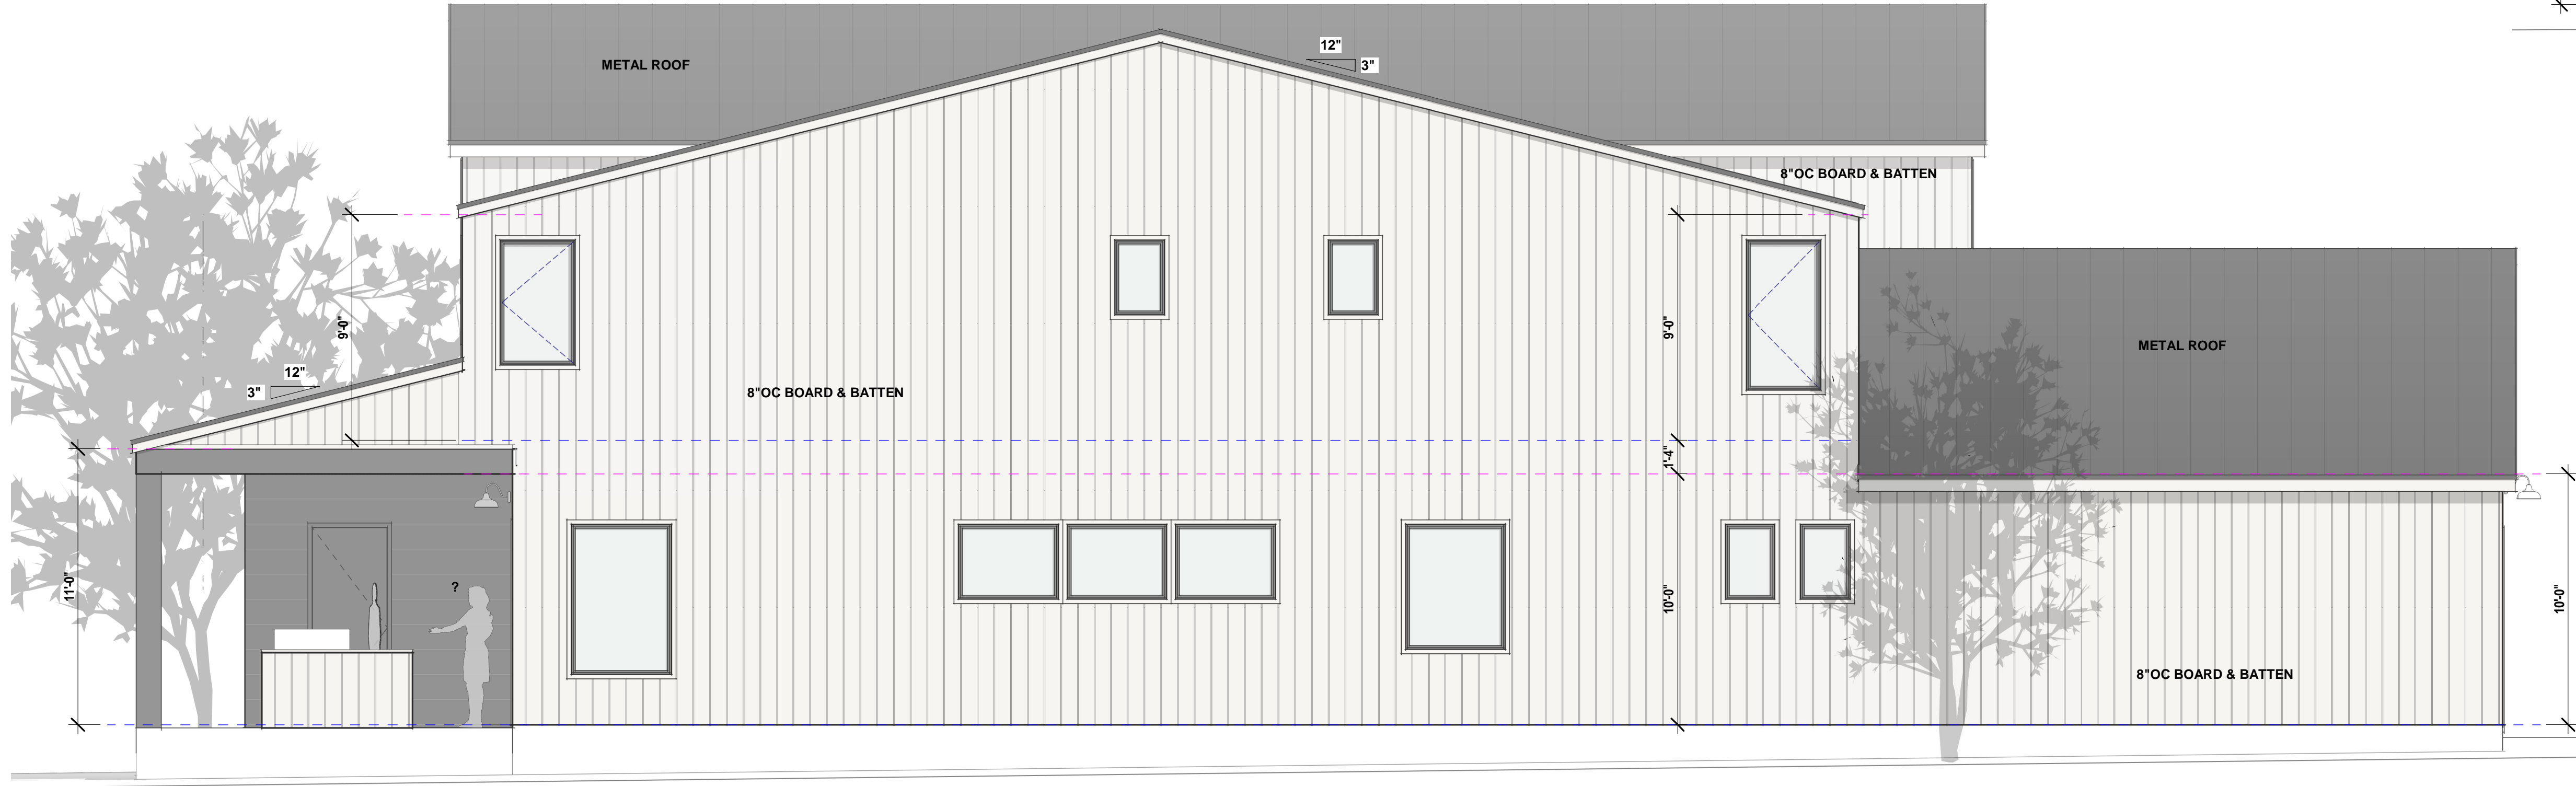 METAL ROOF
12"
3"
8"OC BOARD & BATTEN
9'-0"
9'-0"
METAL ROOF
12"
3"
8"OC BOARD & BATTEN
1'-4"
?
11'-0"
10'-0"
10'-0"
8"OC BOARD & BATTEN